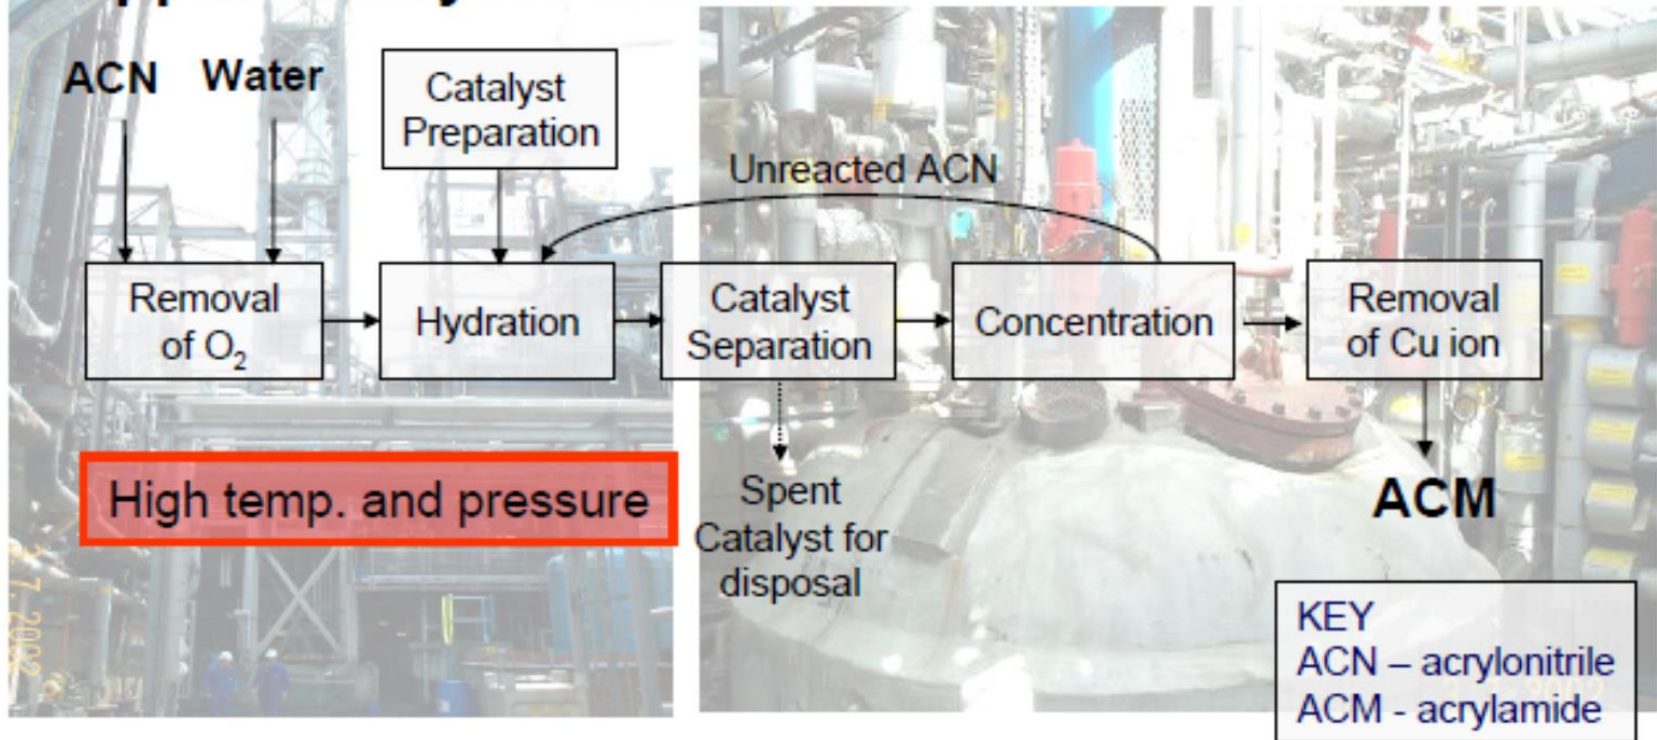 ACN
Water
Catalyst
Preparation
Unreacted ACN
Removal
of O₂
Hydration
Catalyst
Separation
Concentration
Removal
of Cu ion
High temp. and pressure
Spent
Catalyst for
disposal
ACM
KEY
ACN – acrylonitrile
ACM - acrylamide